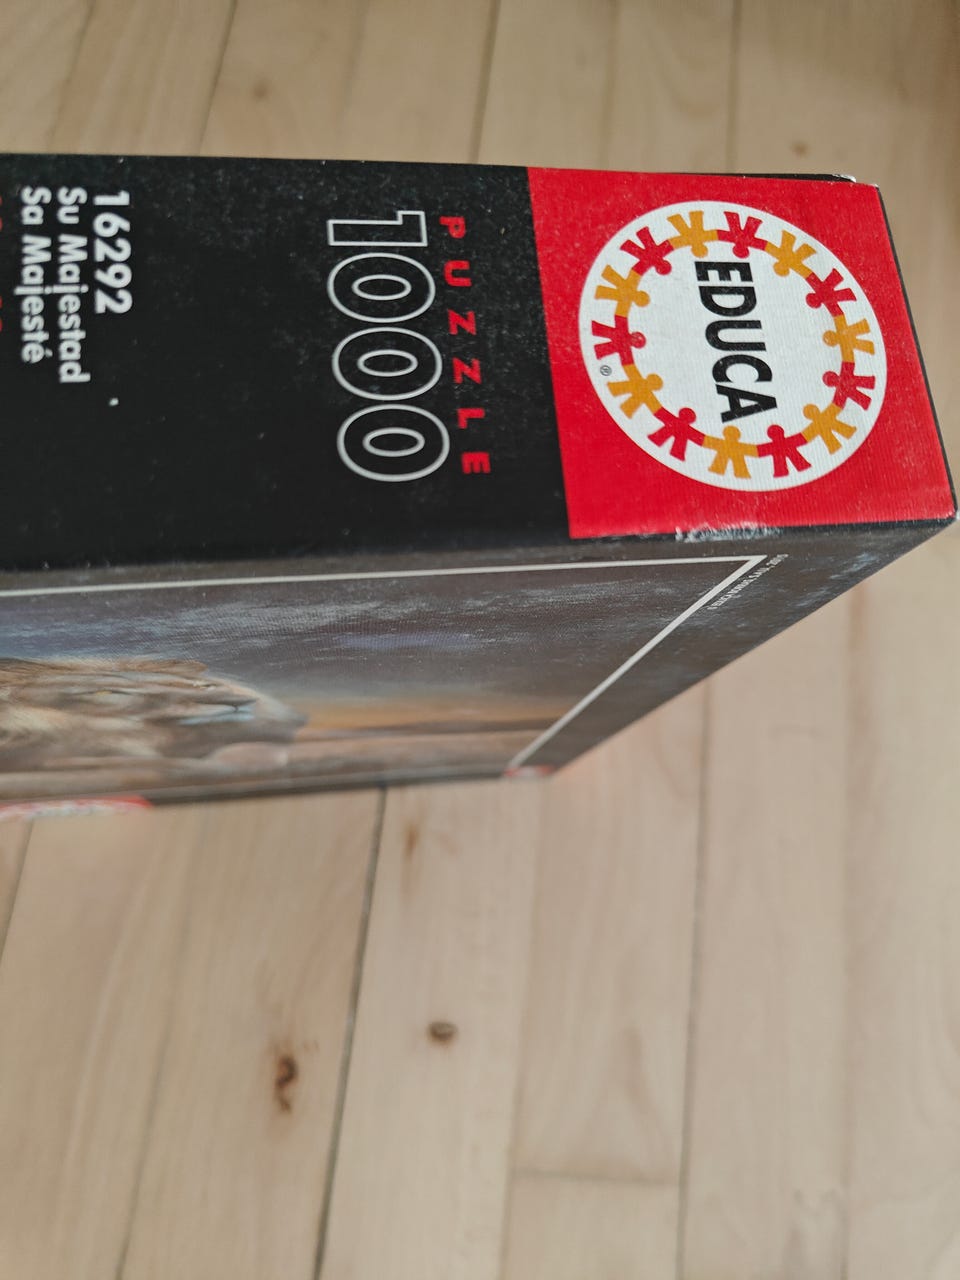 EDUCA
®
PUZZLE
1000
16292
Su Majestad
Sa Majesté